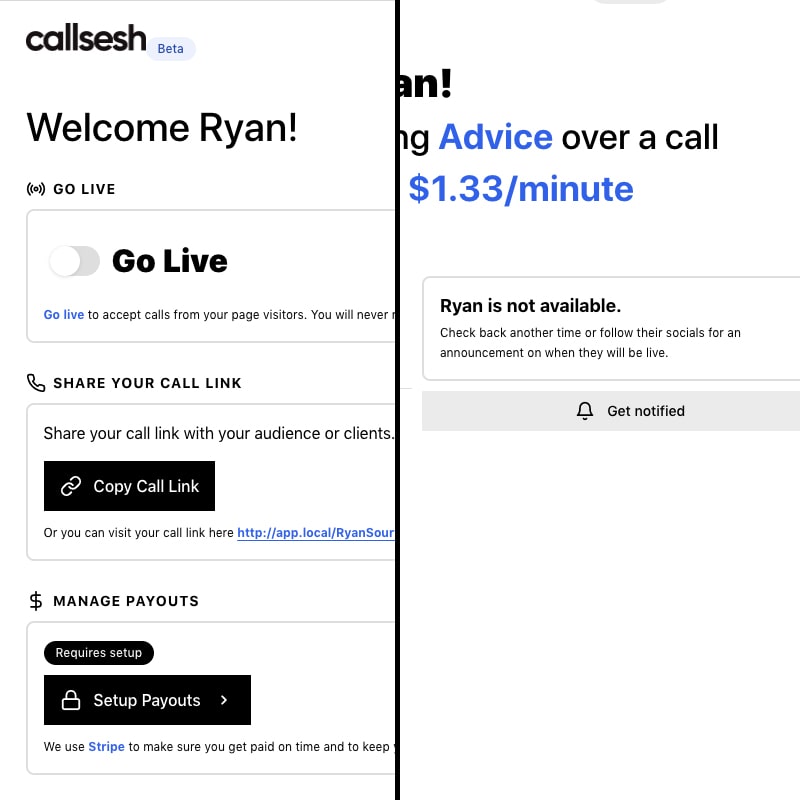 callsesh
Beta
Welcome Ryan!
GO LIVE
Go Live
Go live to accept calls from your page visitors. You will never
SHARE YOUR CALL LINK
Share your call link with your audience or clients.
Copy Call Link
Or you can visit your call link here http://app.local/RyanSour
MANAGE PAYOUTS
Requires setup
Setup Payouts
We use Stripe to make sure you get paid on time and to keep
an!
ng Advice over a call
$1.33/minute
Ryan is not available.
Check back another time or follow their socials for an
announcement on when they will be live.
Get notified